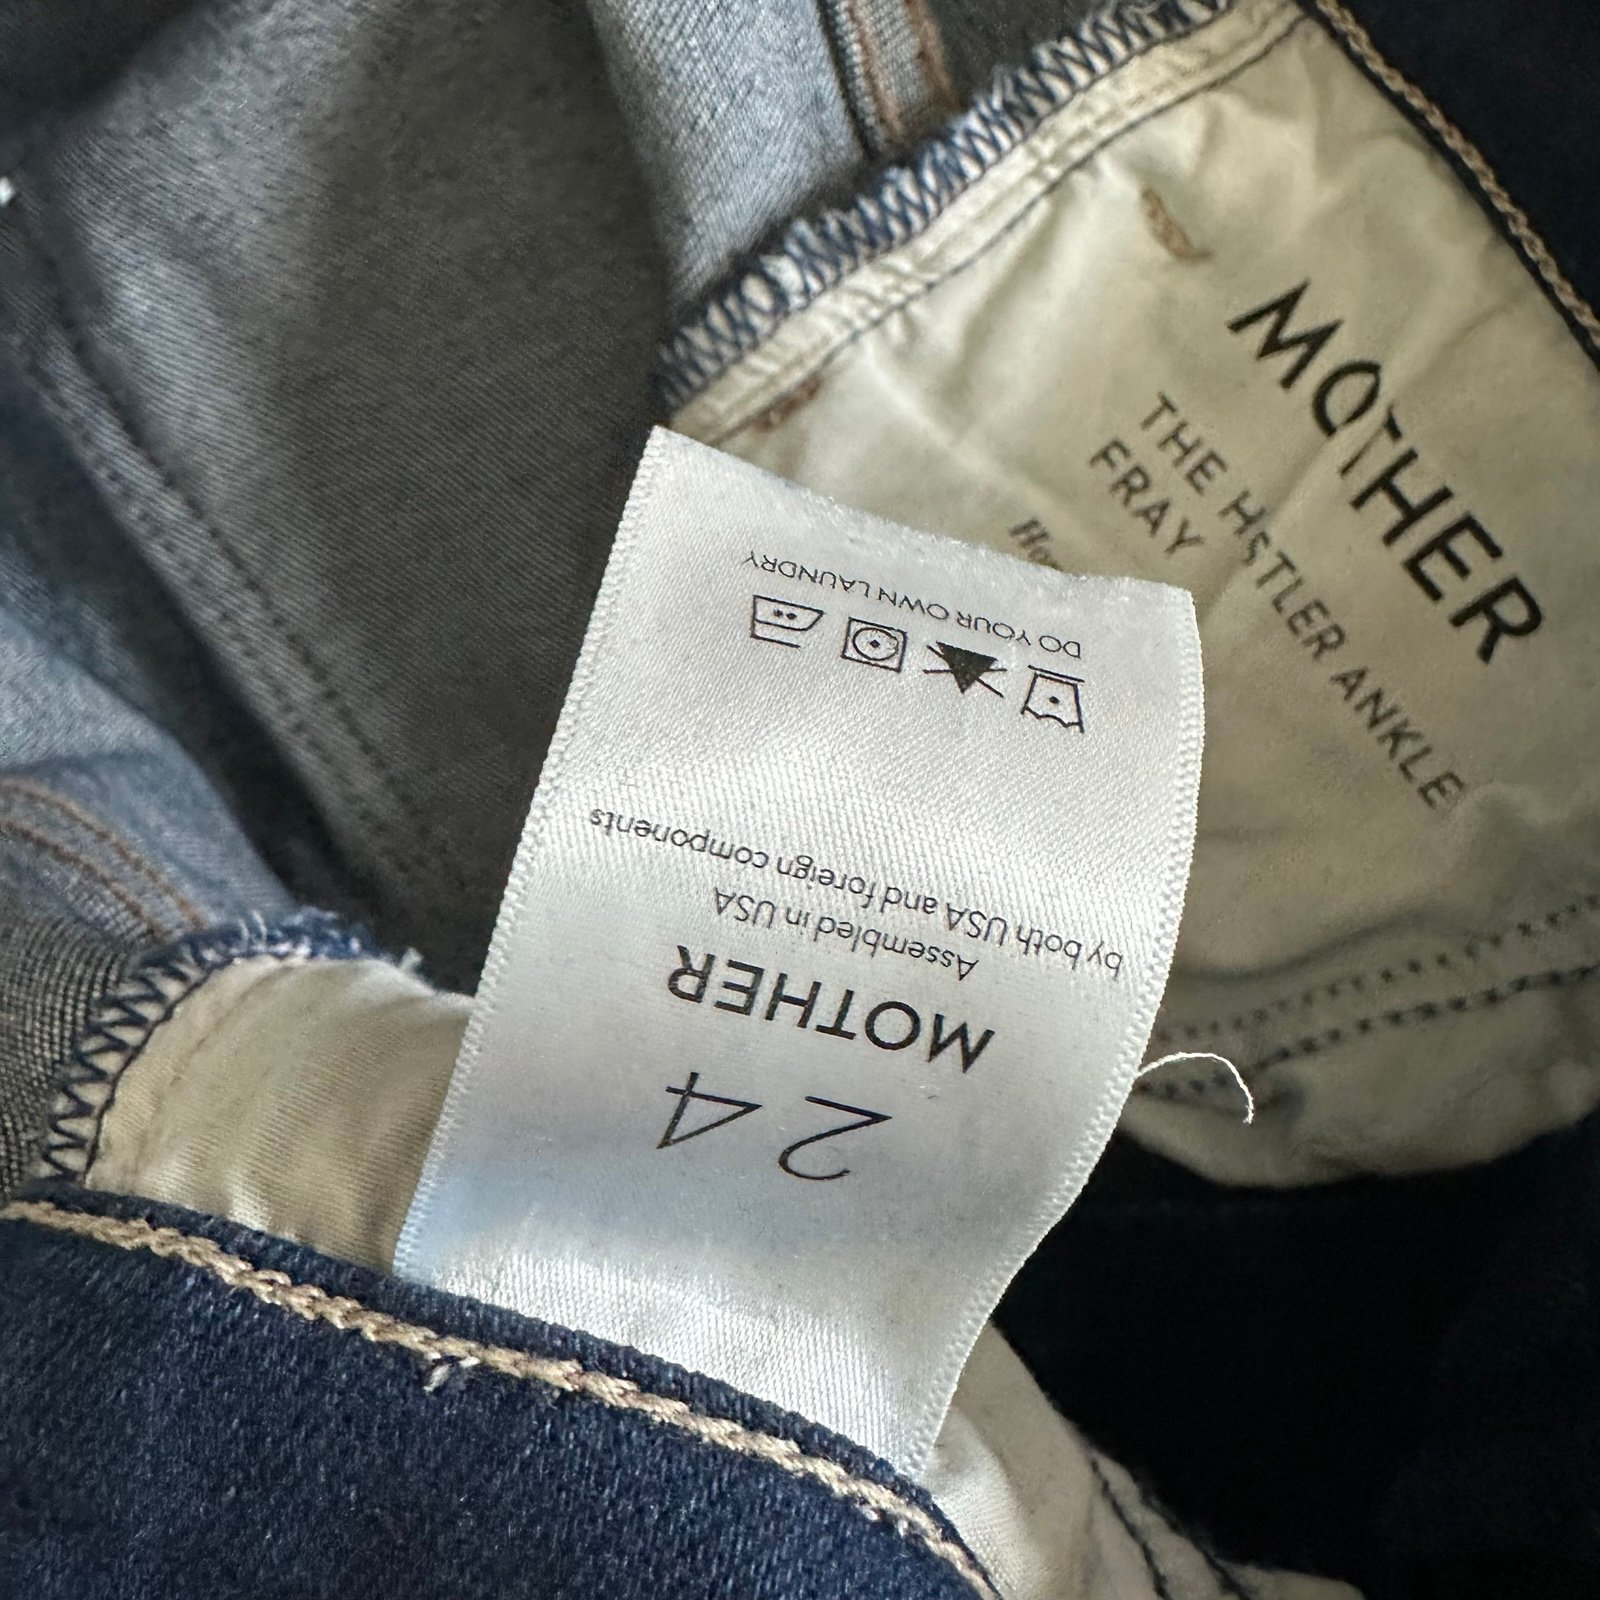 MOTHER
THE HSTLER ANKLE
FRAY
24
MOTHER
Assembled in USA
by both USA and foreign components
DO YOUR OWN LAUNDRY